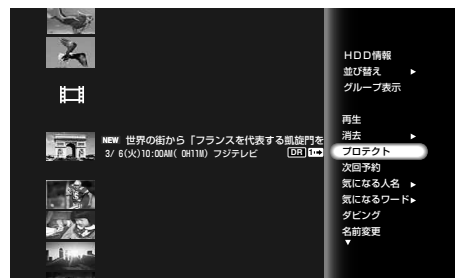 NEW 世界の街から「フランスを代表する凱旋門を
3/ 6(火)10:00AM( 0H11M) フジテレビ DR 1
HDD情報
並び替え
グループ表示
再生
消去
プロテクト
次回予約
気になる人名
気になるワード
ダビング
名前変更